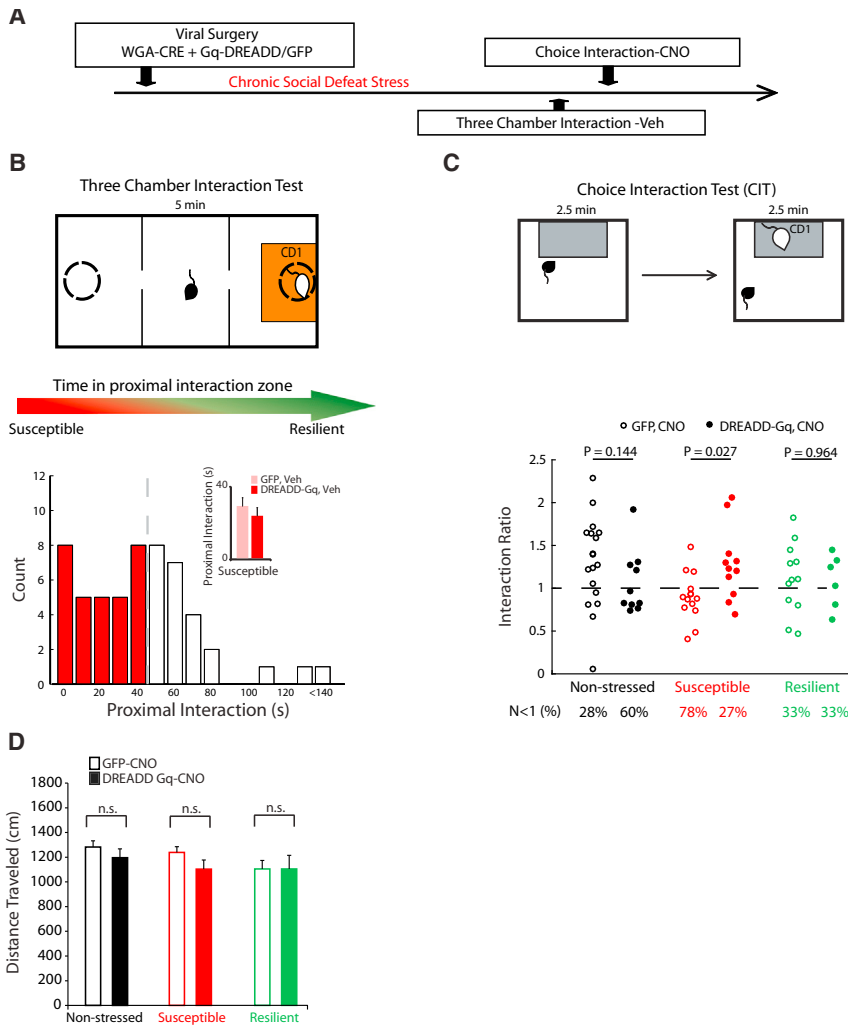 A
Viral Surgery
WGA-CRE + Gq-DREADD/GFP
Choice Interaction-CNO
Chronic Social Defeat Stress
Three Chamber Interaction -Veh
B
Three Chamber Interaction Test
5 min
CD1
Time in proximal interaction zone
Susceptible
Resilient
12
10
8
6
4
2
0
Count
0
20
40
60
80
100
120
<140
Proximal Interaction (s)
40
0
Proximal Interaction (s)
GFP, Veh
DREADD-Gq, Veh
Susceptible
C
Choice Interaction Test (CIT)
2.5 min
2.5 min
CD1
GFP, CNO
DREADD-Gq, CNO
P = 0.144
P = 0.027
P = 0.964
2.5
2
1.5
1
0.5
0
Interaction Ratio
Non-stressed
Susceptible
Resilient
N<1 (%)
28%
60%
78%
27%
33%
33%
D
GFP-CNO
DREADD Gq-CNO
1800
1600
1400
1200
1000
800
600
400
200
0
Distance Traveled (cm)
n.s.
n.s.
n.s.
Non-stressed
Susceptible
Resilient